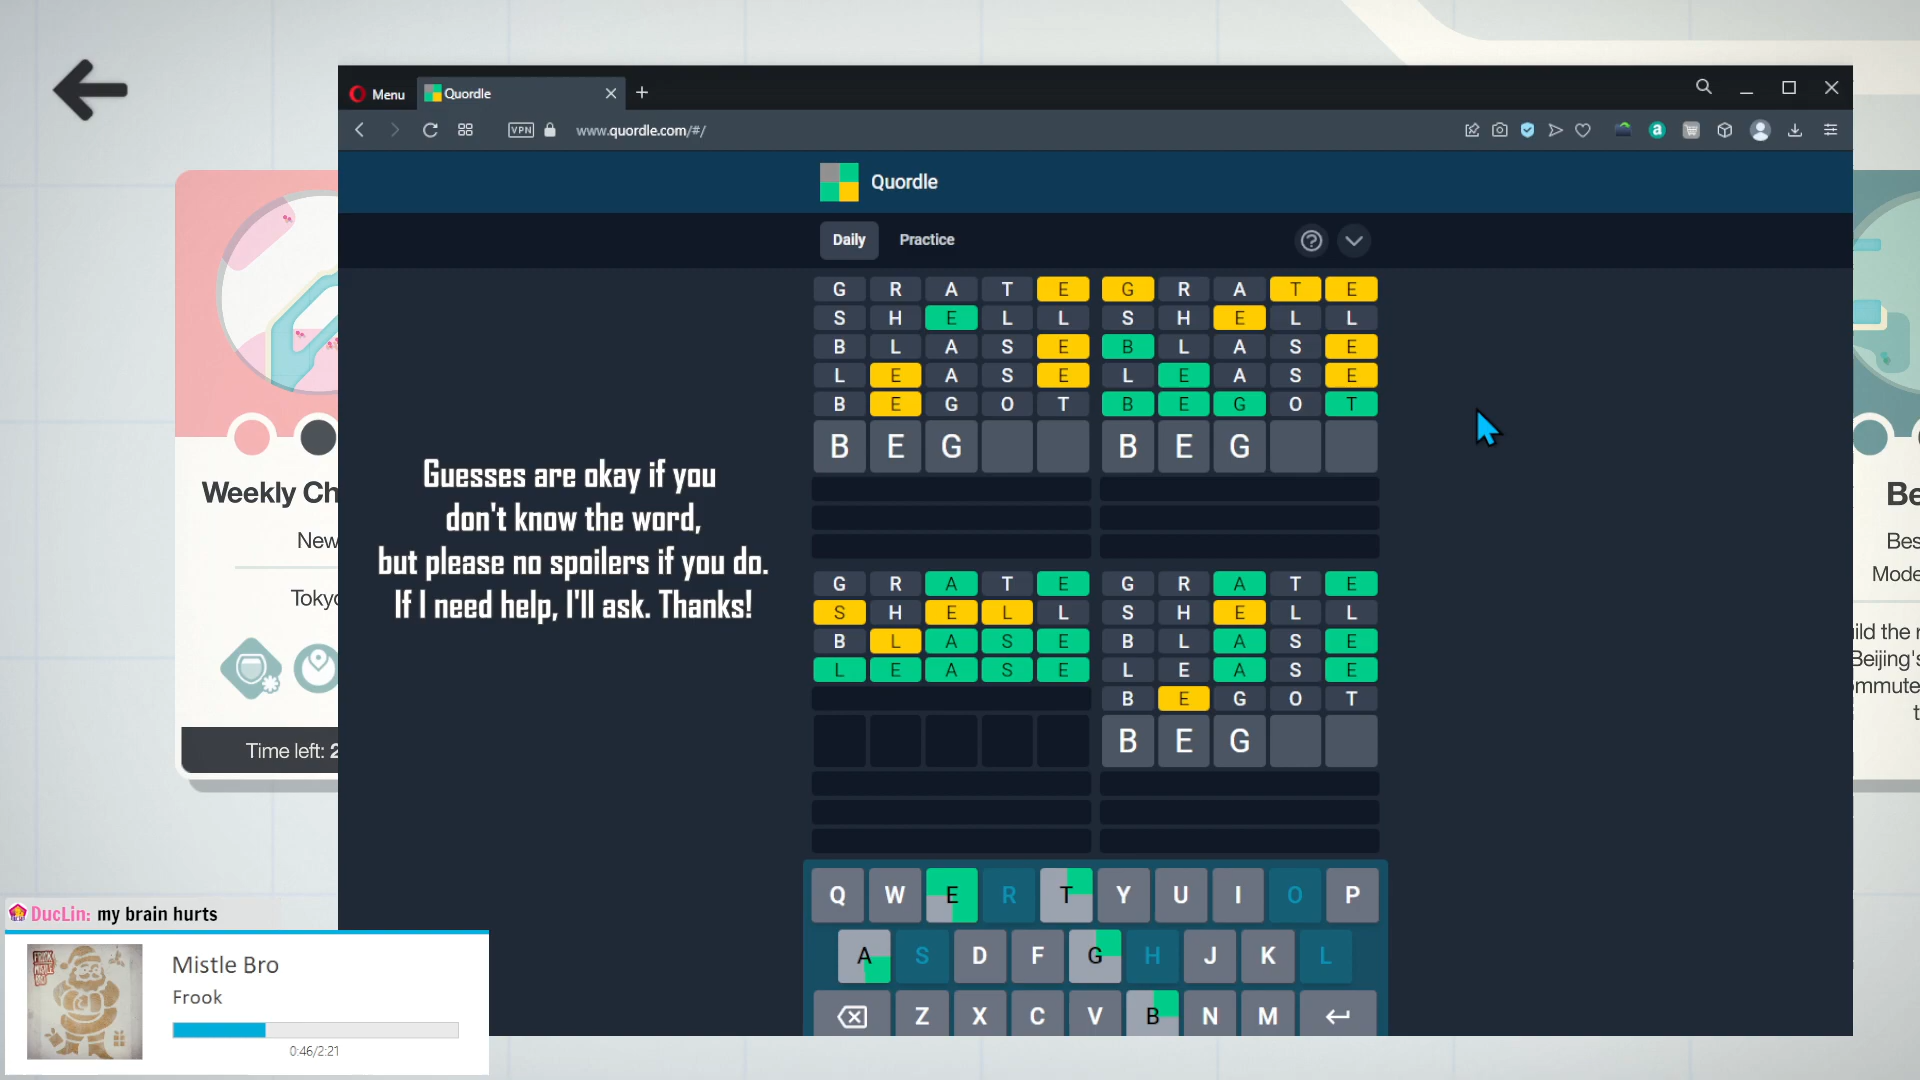 Menu
Quordle
VPN
www.quordle.com/#/
Quordle
Daily
Practice
G R A T E G R A T E
S H E L L S H E L L
B L A S E B L A S E
L E A S E L E A S E
B E G O T B E G O T
B E G B E G
G R A T E G R A T E
S H E L L S H E L L
B L A S E B L A S E
L E A S E L E A S E
B E G O T
B E G
Q W E R T Y U I O P
A S D F G H J K L
Z X C V B N M
Guesses are okay if you
don't know the word,
but please no spoilers if you do.
If I need help, I'll ask. Thanks!
Weekly Ch
New
Tokyo
Time left: 2
Be
Bes
Mode
ild the r
Beijing's
mmute
t
DucLin: my brain hurts
Mistle Bro
Frook
0:46/2:21